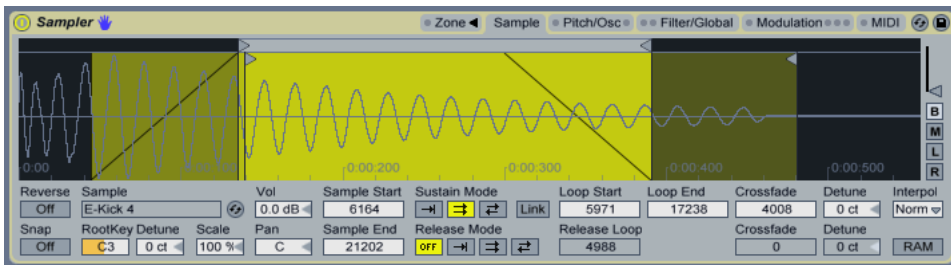 Sampler Zone Sample Pitch/Osc Filter/Global Modulation MIDI
B
M
L
R
0:00 0:00:200 0:00:300 0:00:400 0:00:500
Reverse Sample Vol Sample Start Sustain Mode Loop Start Loop End Crossfade Detune Interpol
Off E-Kick 4 0.0 dB 6164 Link 5971 17238 4008 0 ct Norm
Snap RootKey Detune Scale Pan Sample End Release Mode Release Loop Crossfade Detune
Off C3 0 ct 100 % C 21202 OFF 4988 0 0 ct RAM